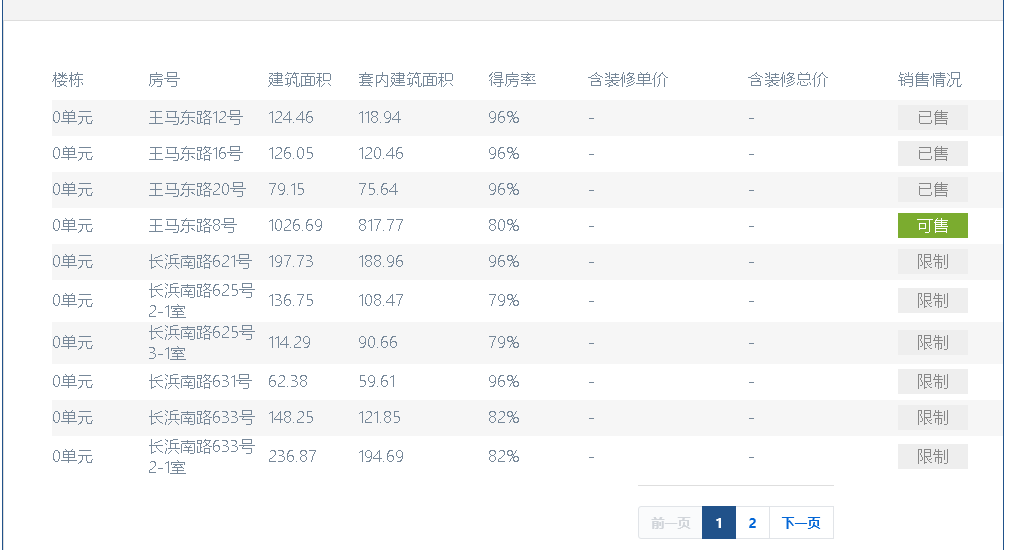 楼栋 房号 建筑面积 套内建筑面积 得房率 含装修单价 含装修总价 销售情况
0单元 王马东路12号 124.46 118.94 96% - - 已售
0单元 王马东路16号 126.05 120.46 96% - - 已售
0单元 王马东路20号 79.15 75.64 96% - - 已售
0单元 王马东路8号 1026.69 817.77 80% - - 可售
0单元 长浜南路621号 197.73 188.96 96% - - 限制
0单元 长浜南路625号 136.75 108.47 79% - - 限制
2-1室
0单元 长浜南路625号 114.29 90.66 79% - - 限制
3-1室
0单元 长浜南路631号 62.38 59.61 96% - - 限制
0单元 长浜南路633号 148.25 121.85 82% - - 限制
0单元 长浜南路633号 236.87 194.69 82% - - 限制
2-1室
前一页 1 2 下一页